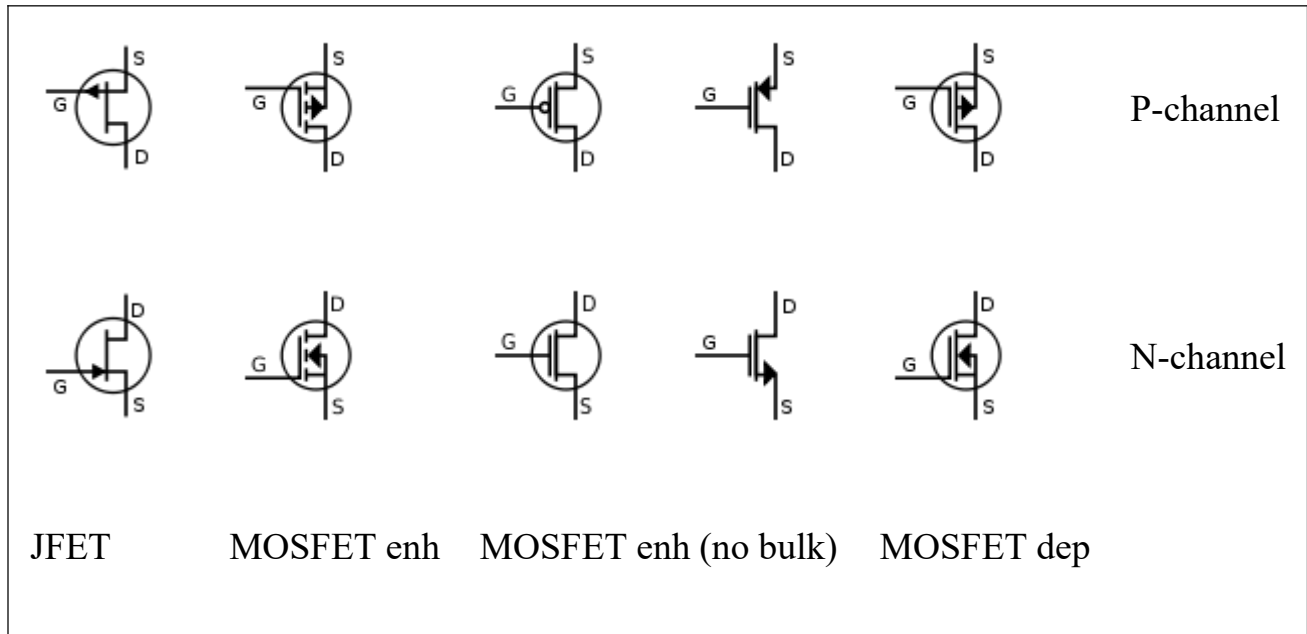 S S S S S
G G G G G P-channel
D D D D D
D D D D D
G G G G G N-channel
S S S S S
JFET MOSFET enh MOSFET enh (no bulk) MOSFET dep